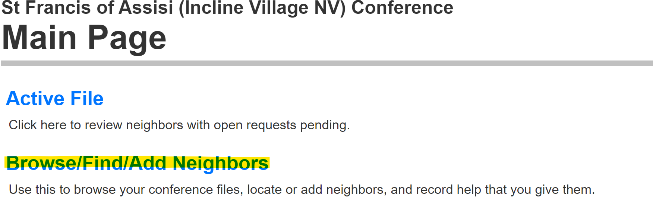 St Francis of Assisi (Incline Village NV) Conference
Main Page
Active File
Click here to review neighbors with open requests pending.
Browse/Find/Add Neighbors
Use this to browse your conference files, locate or add neighbors, and record help that you give them.